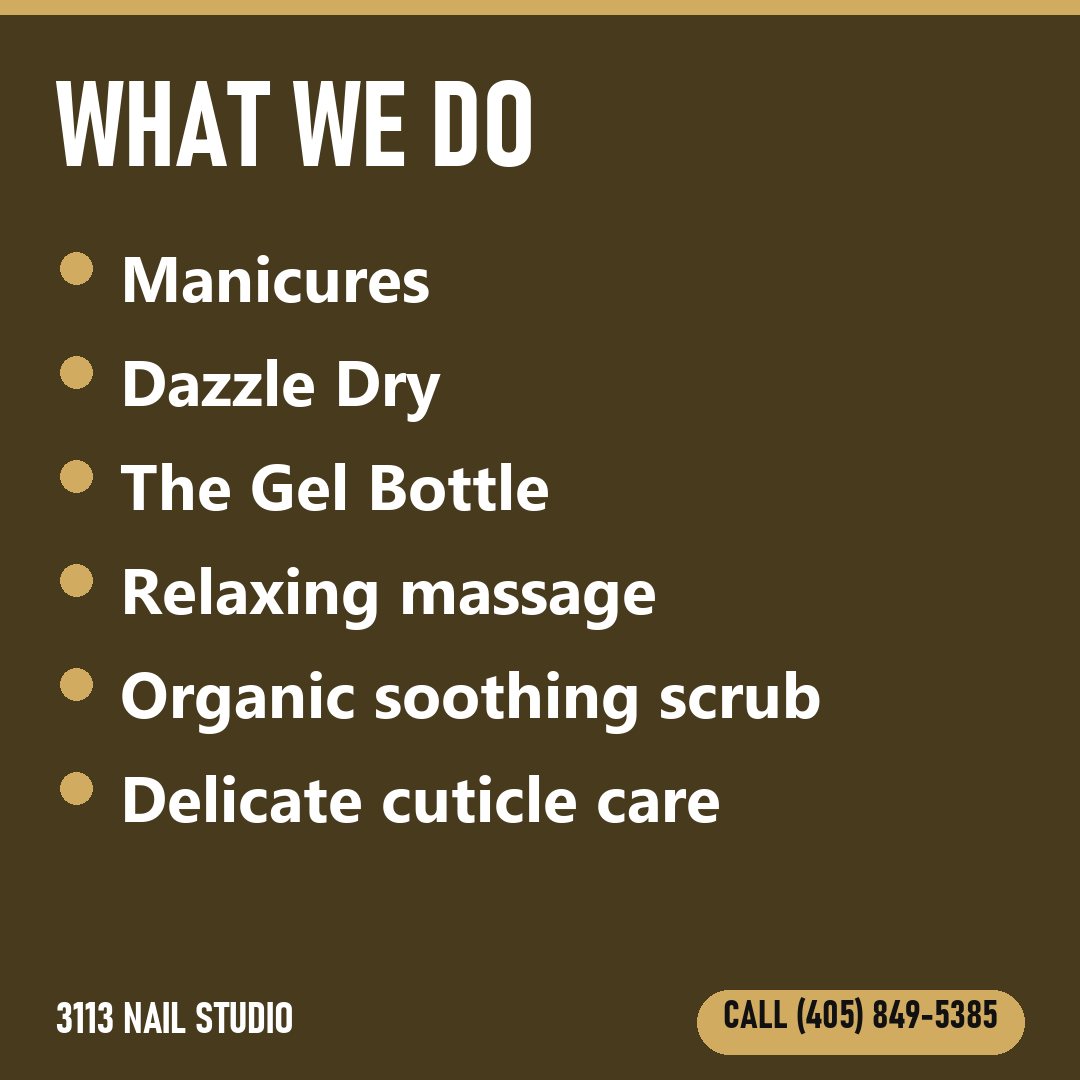 WHAT WE DO
Manicures
Dazzle Dry
The Gel Bottle
Relaxing massage
Organic soothing scrub
Delicate cuticle care
3113 NAIL STUDIO
CALL (405) 849-5385